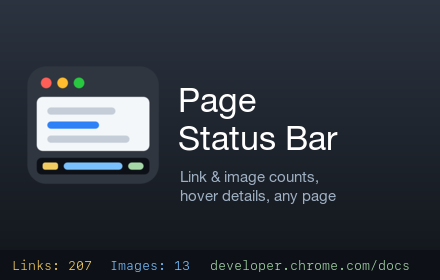 Page
Status Bar
Link & image counts,
hover details, any page
Links: 207 Images: 13 developer.chrome.com/docs